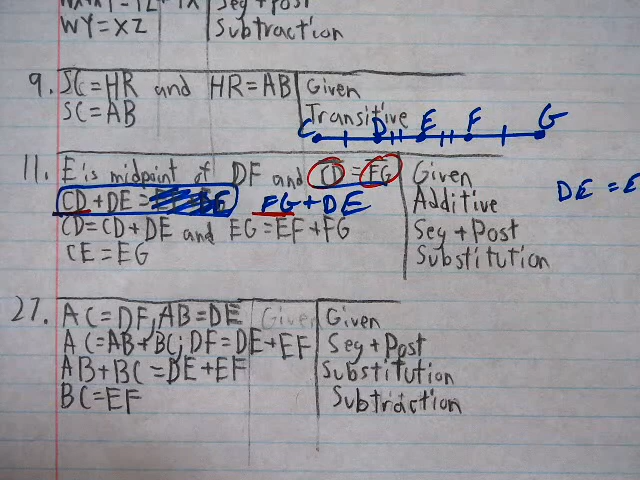 WY = XZ Subtraction
9. SC = HR and HR = AB Given
SC = AB Transitive
C D E F G
11. E is midpoint of DF and CD = FG Given
CD + DE = FG + DE Additive
DE =
CD = CD + DE and EG = EF + FG Seg + Post
CE = EG Substitution
27. AC = DF, AB = DE Given Given
AC = AB + BC; DF = DE + EF Seg + Post
AB + BC = DE + EF Substitution
BC = EF Subtraction